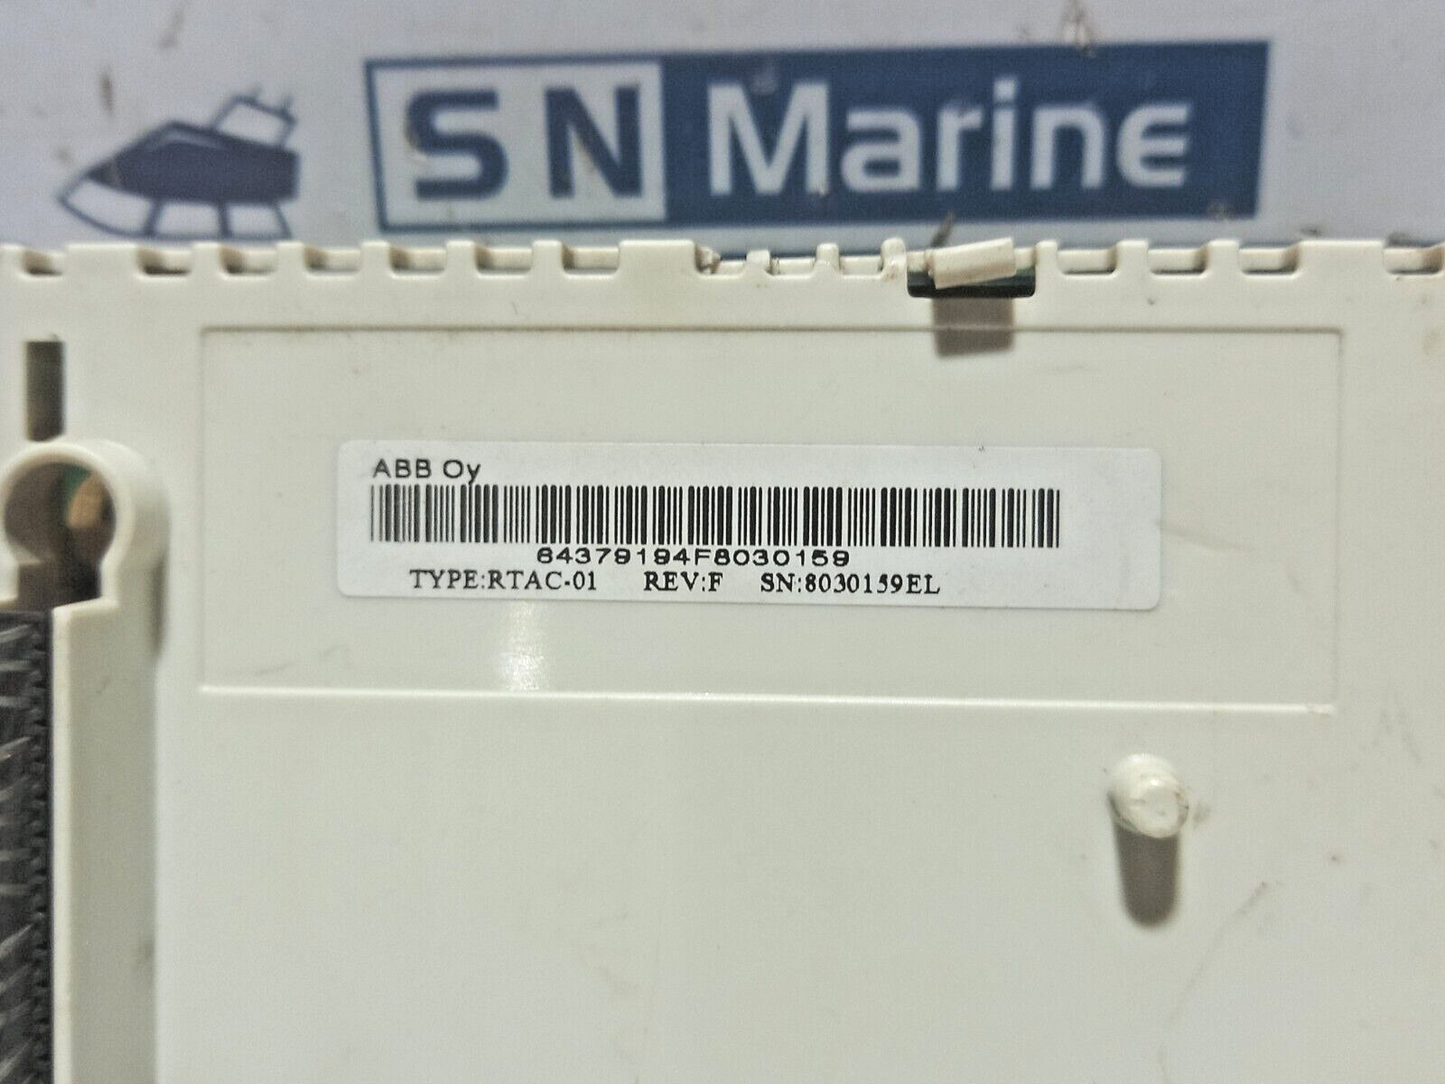 SN Marine
ABB Oy
64379194F8030159
TYPE:RTAC-01 REV:F SN:8030159EL